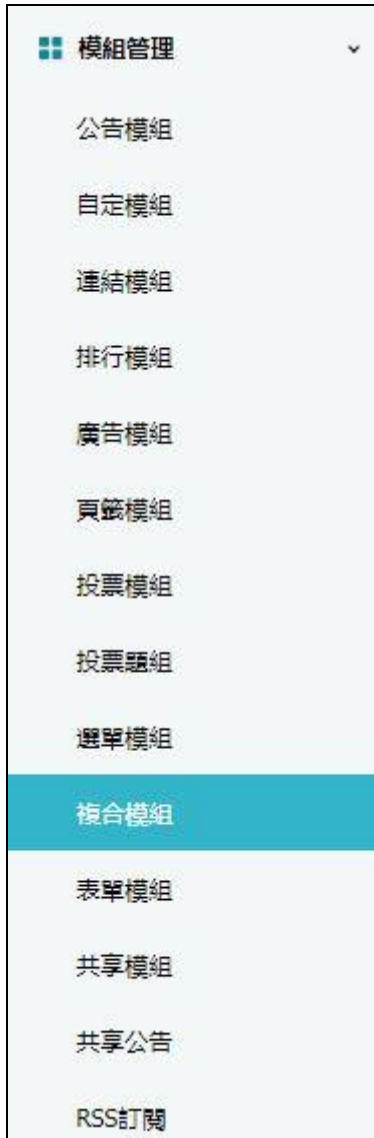 模組管理
公告模組
自定模組
連結模組
排行模組
廣告模組
頁籤模組
投票模組
投票題組
選單模組
複合模組
表單模組
共享模組
共享公告
RSS訂閱